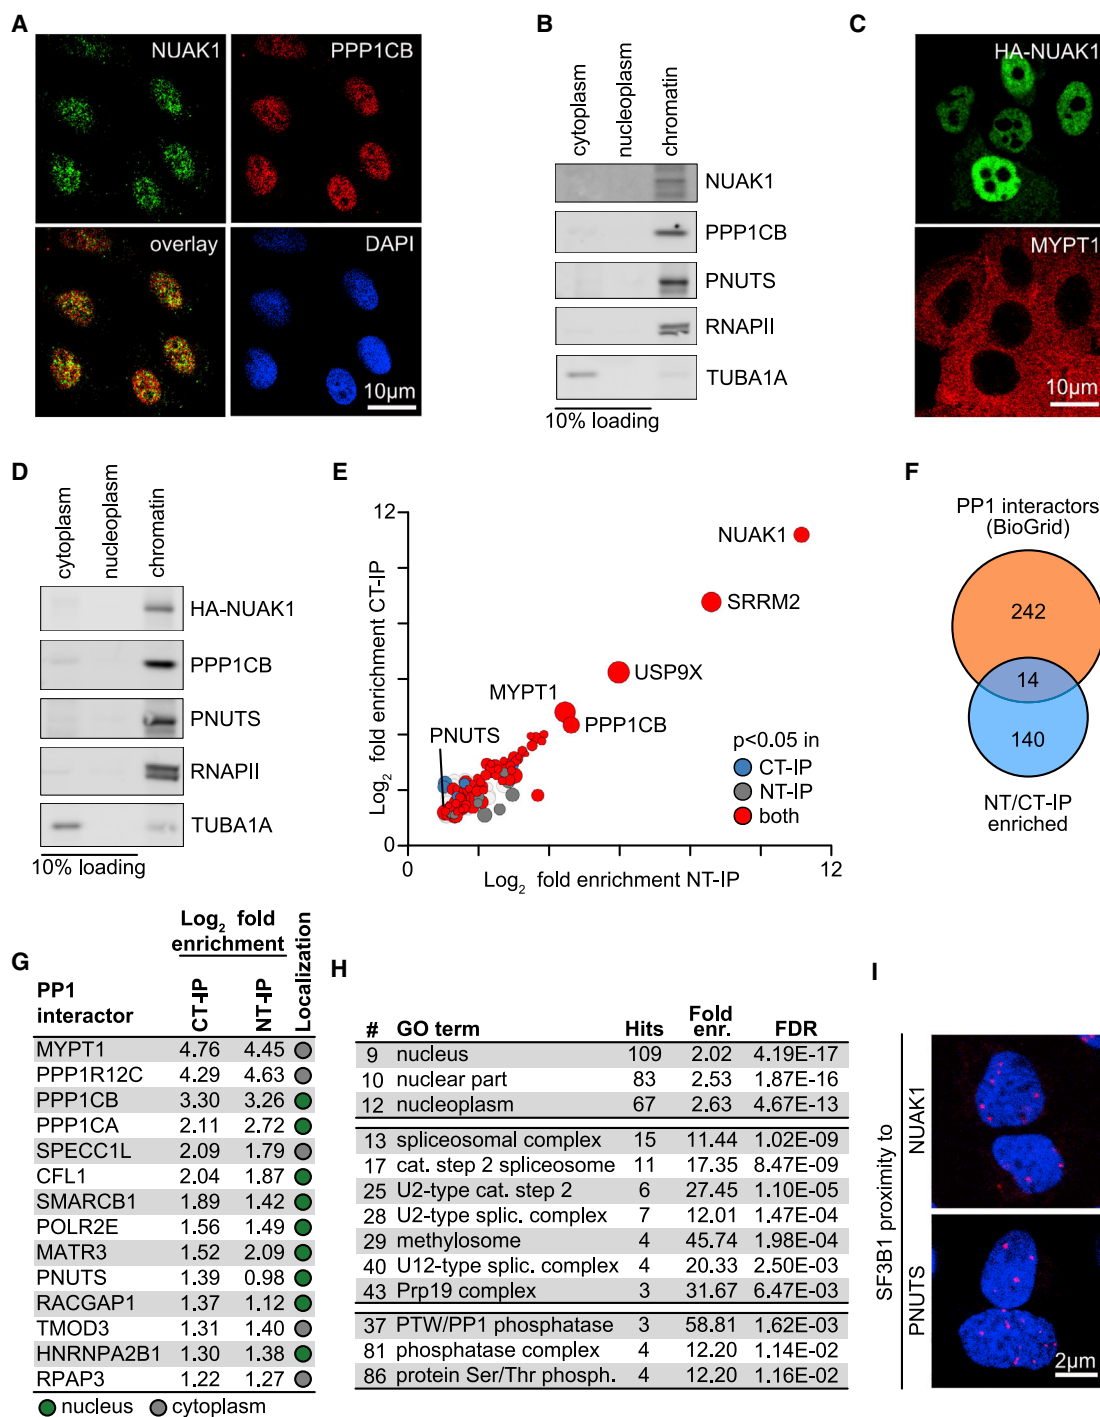 A
NUAK1
PPP1CB
overlay
DAPI
10µm
B
cytoplasm
nucleoplasm
chromatin
NUAK1
PPP1CB
PNUTS
RNAPII
TUBA1A
10% loading
C
HA-NUAK1
MYPT1
10µm
D
cytoplasm
nucleoplasm
chromatin
HA-NUAK1
PPP1CB
PNUTS
RNAPII
TUBA1A
10% loading
E
12
Log2 fold enrichment CT-IP
0
NUAK1
SRRM2
USP9X
MYPT1
PPP1CB
PNUTS
p<0.05 in
CT-IP
NT-IP
both
0
12
Log2 fold enrichment NT-IP
F
PP1 interactors
(BioGrid)
242
14
140
NT/CT-IP
enriched
G
Log2 fold
enrichment
PP1
interactor
CT-IP
NT-IP
Localization
MYPT1 4.76 4.45
PPP1R12C 4.29 4.63
PPP1CB 3.30 3.26
PPP1CA 2.11 2.72
SPECC1L 2.09 1.79
CFL1 2.04 1.87
SMARCB1 1.89 1.42
POLR2E 1.56 1.49
MATR3 1.52 2.09
PNUTS 1.39 0.98
RACGAP1 1.37 1.12
TMOD3 1.31 1.40
HNRNPA2B1 1.30 1.38
RPAP3 1.22 1.27
nucleus cytoplasm
H
# GO term Hits Fold enr. FDR
9 nucleus 109 2.02 4.19E-17
10 nuclear part 83 2.53 1.87E-16
12 nucleoplasm 67 2.63 4.67E-13
13 spliceosomal complex 15 11.44 1.02E-09
17 cat. step 2 spliceosome 11 17.35 8.47E-09
25 U2-type cat. step 2 6 27.45 1.10E-05
28 U2-type splic. complex 7 12.01 1.47E-04
29 methylosome 4 45.74 1.98E-04
40 U12-type splic. complex 4 20.33 2.50E-03
43 Prp19 complex 3 31.67 6.47E-03
37 PTW/PP1 phosphatase 3 58.81 1.62E-03
81 phosphatase complex 4 12.20 1.14E-02
86 protein Ser/Thr phosph. 4 12.20 1.16E-02
I
SF3B1 proximity to
NUAK1
PNUTS
2µm